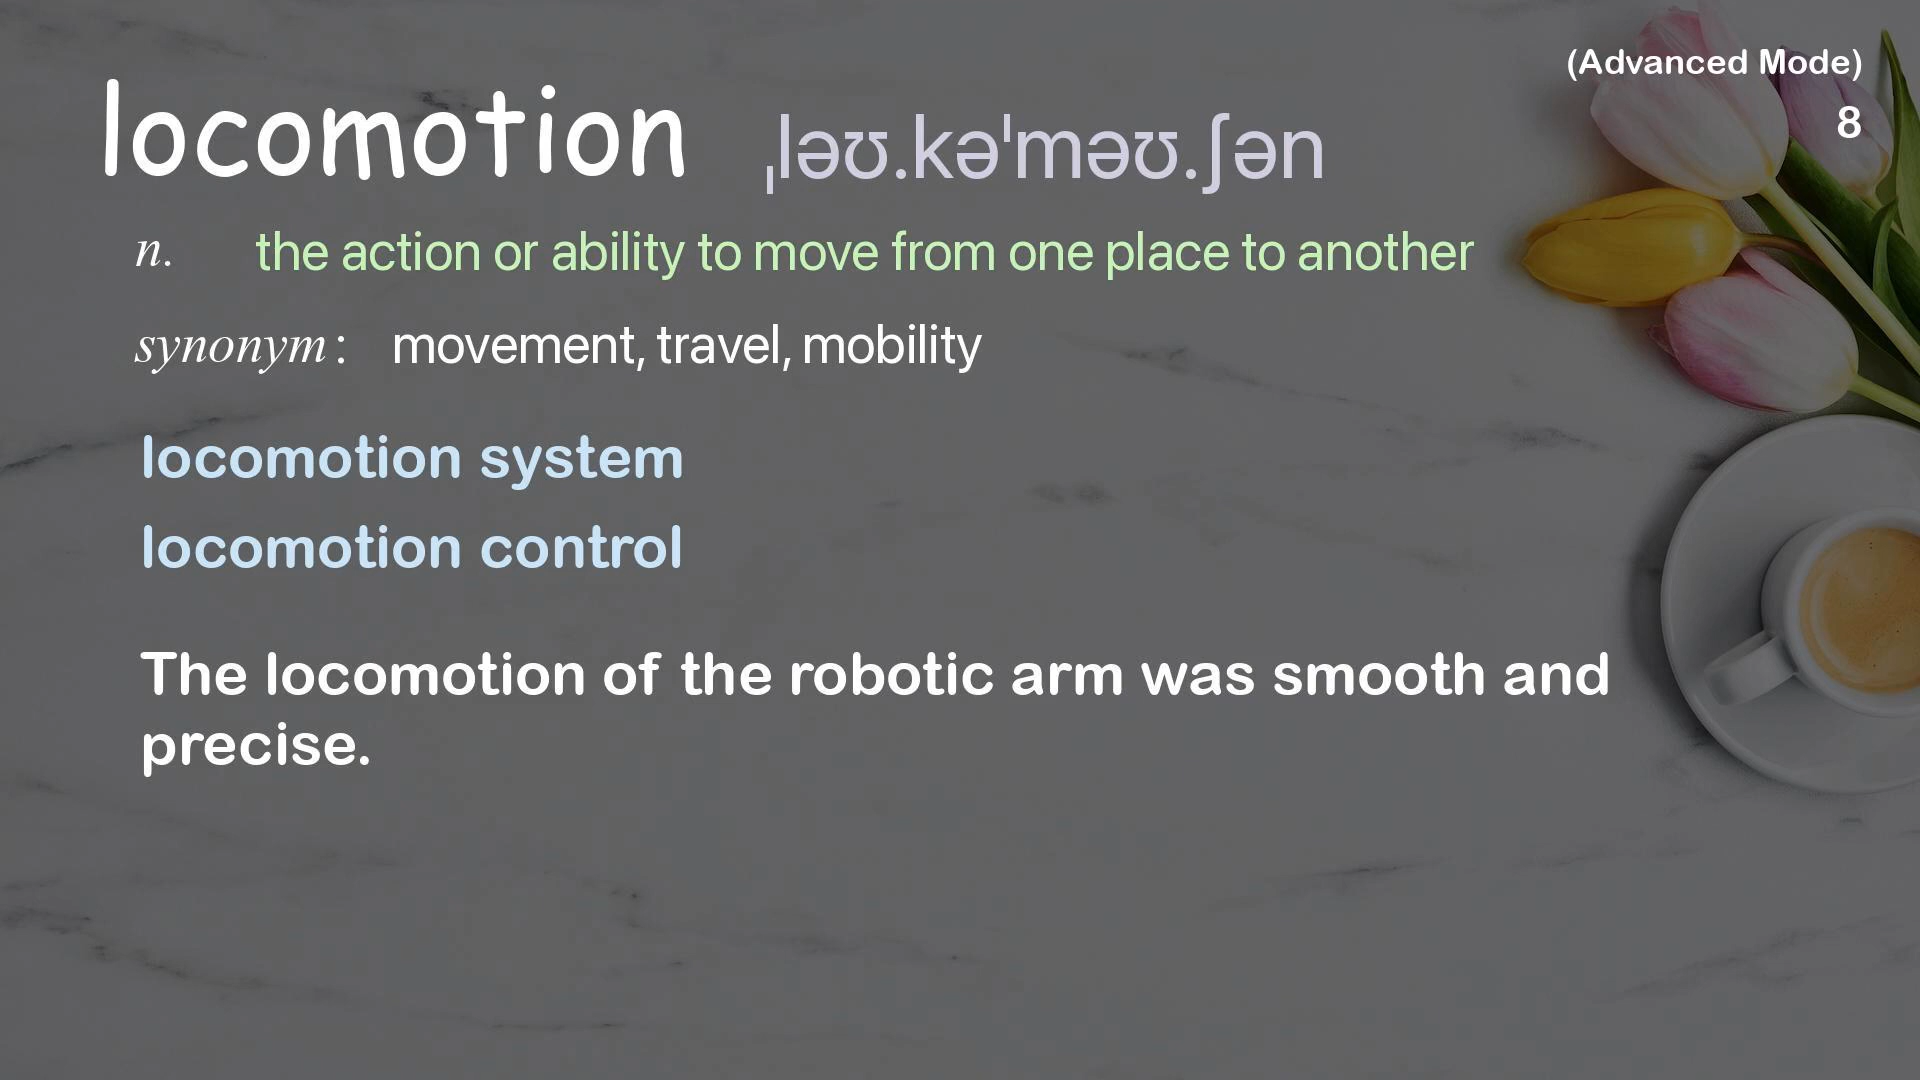 (Advanced Mode)
8
locomotion ˌləʊ.kəˈməʊ.ʃən
n. the action or ability to move from one place to another
synonym: movement, travel, mobility
locomotion system
locomotion control
The locomotion of the robotic arm was smooth and
precise.